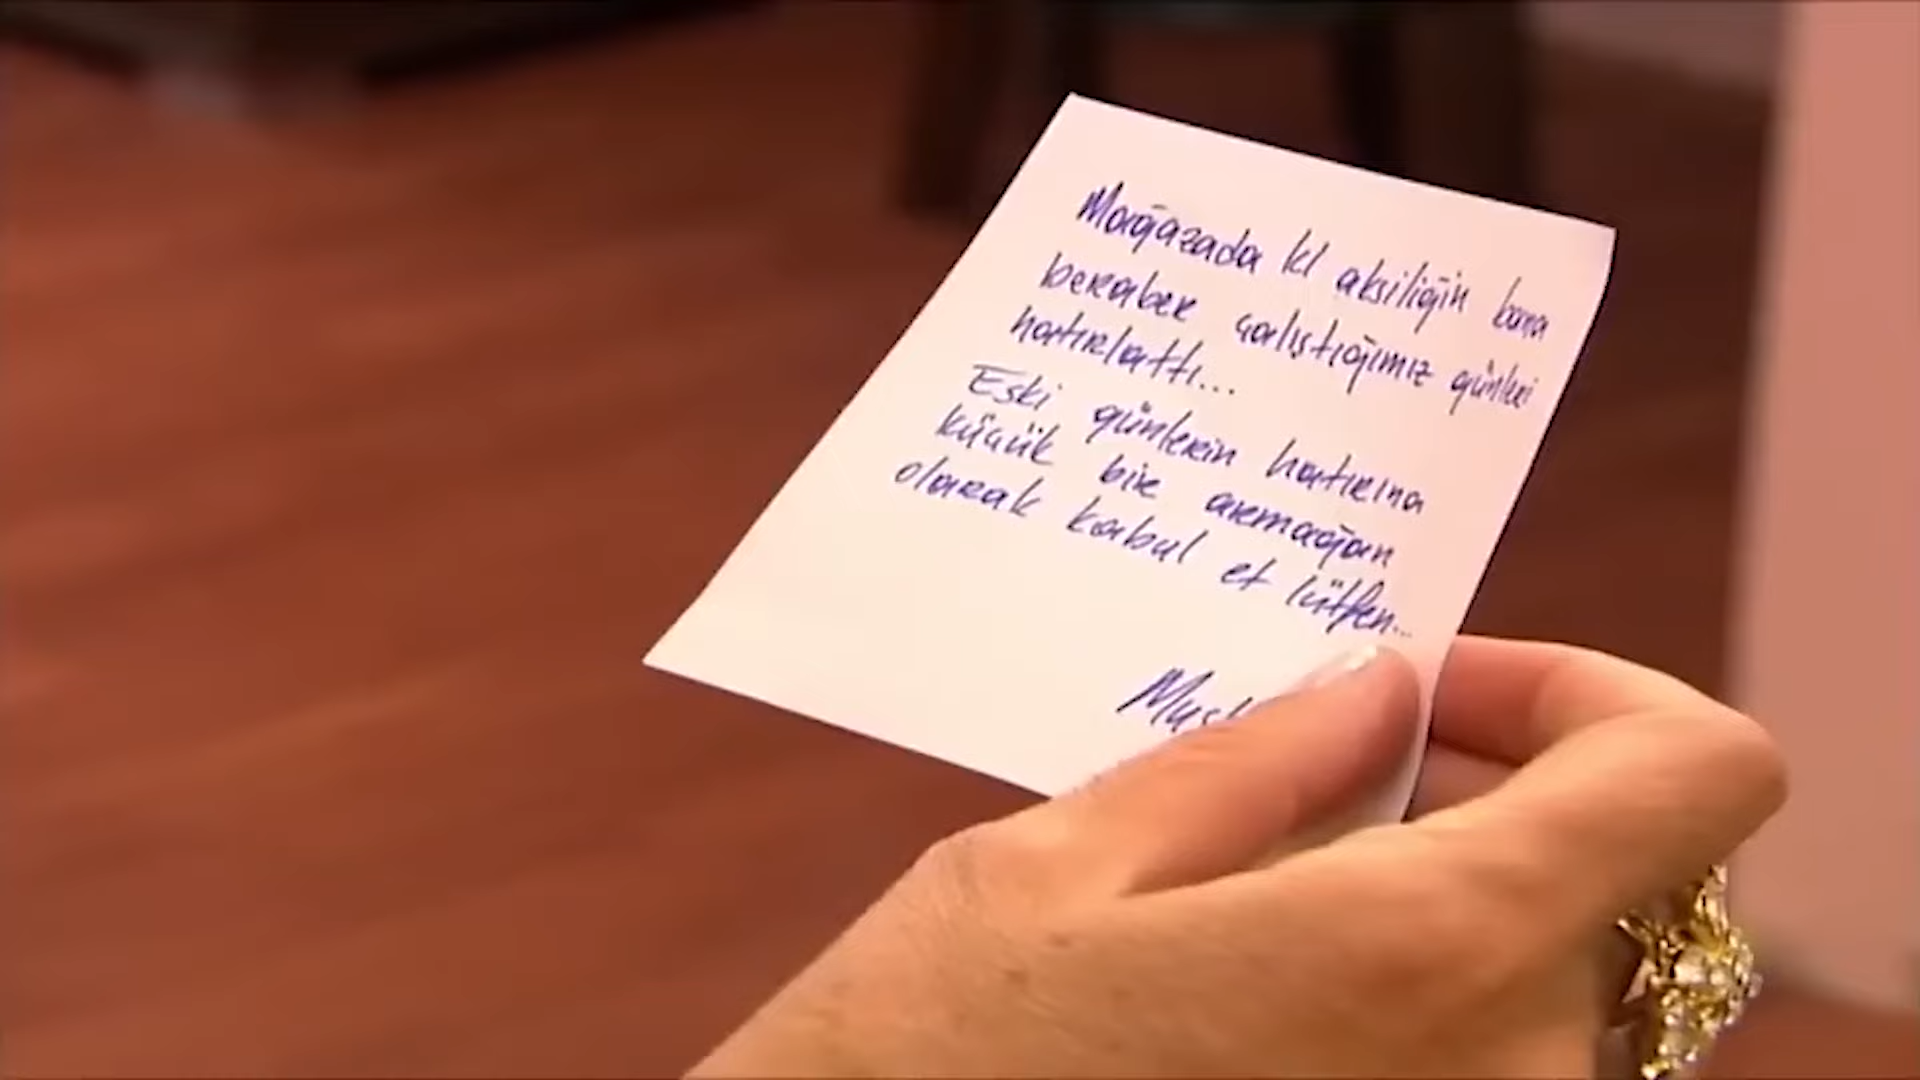 Mağazada ki aksiliğin bana
beraber çalıştığımız günleri
hatırlattı...
Eski günlerin hatırına
küçük bir armağan
olarak kabul et lütfen...